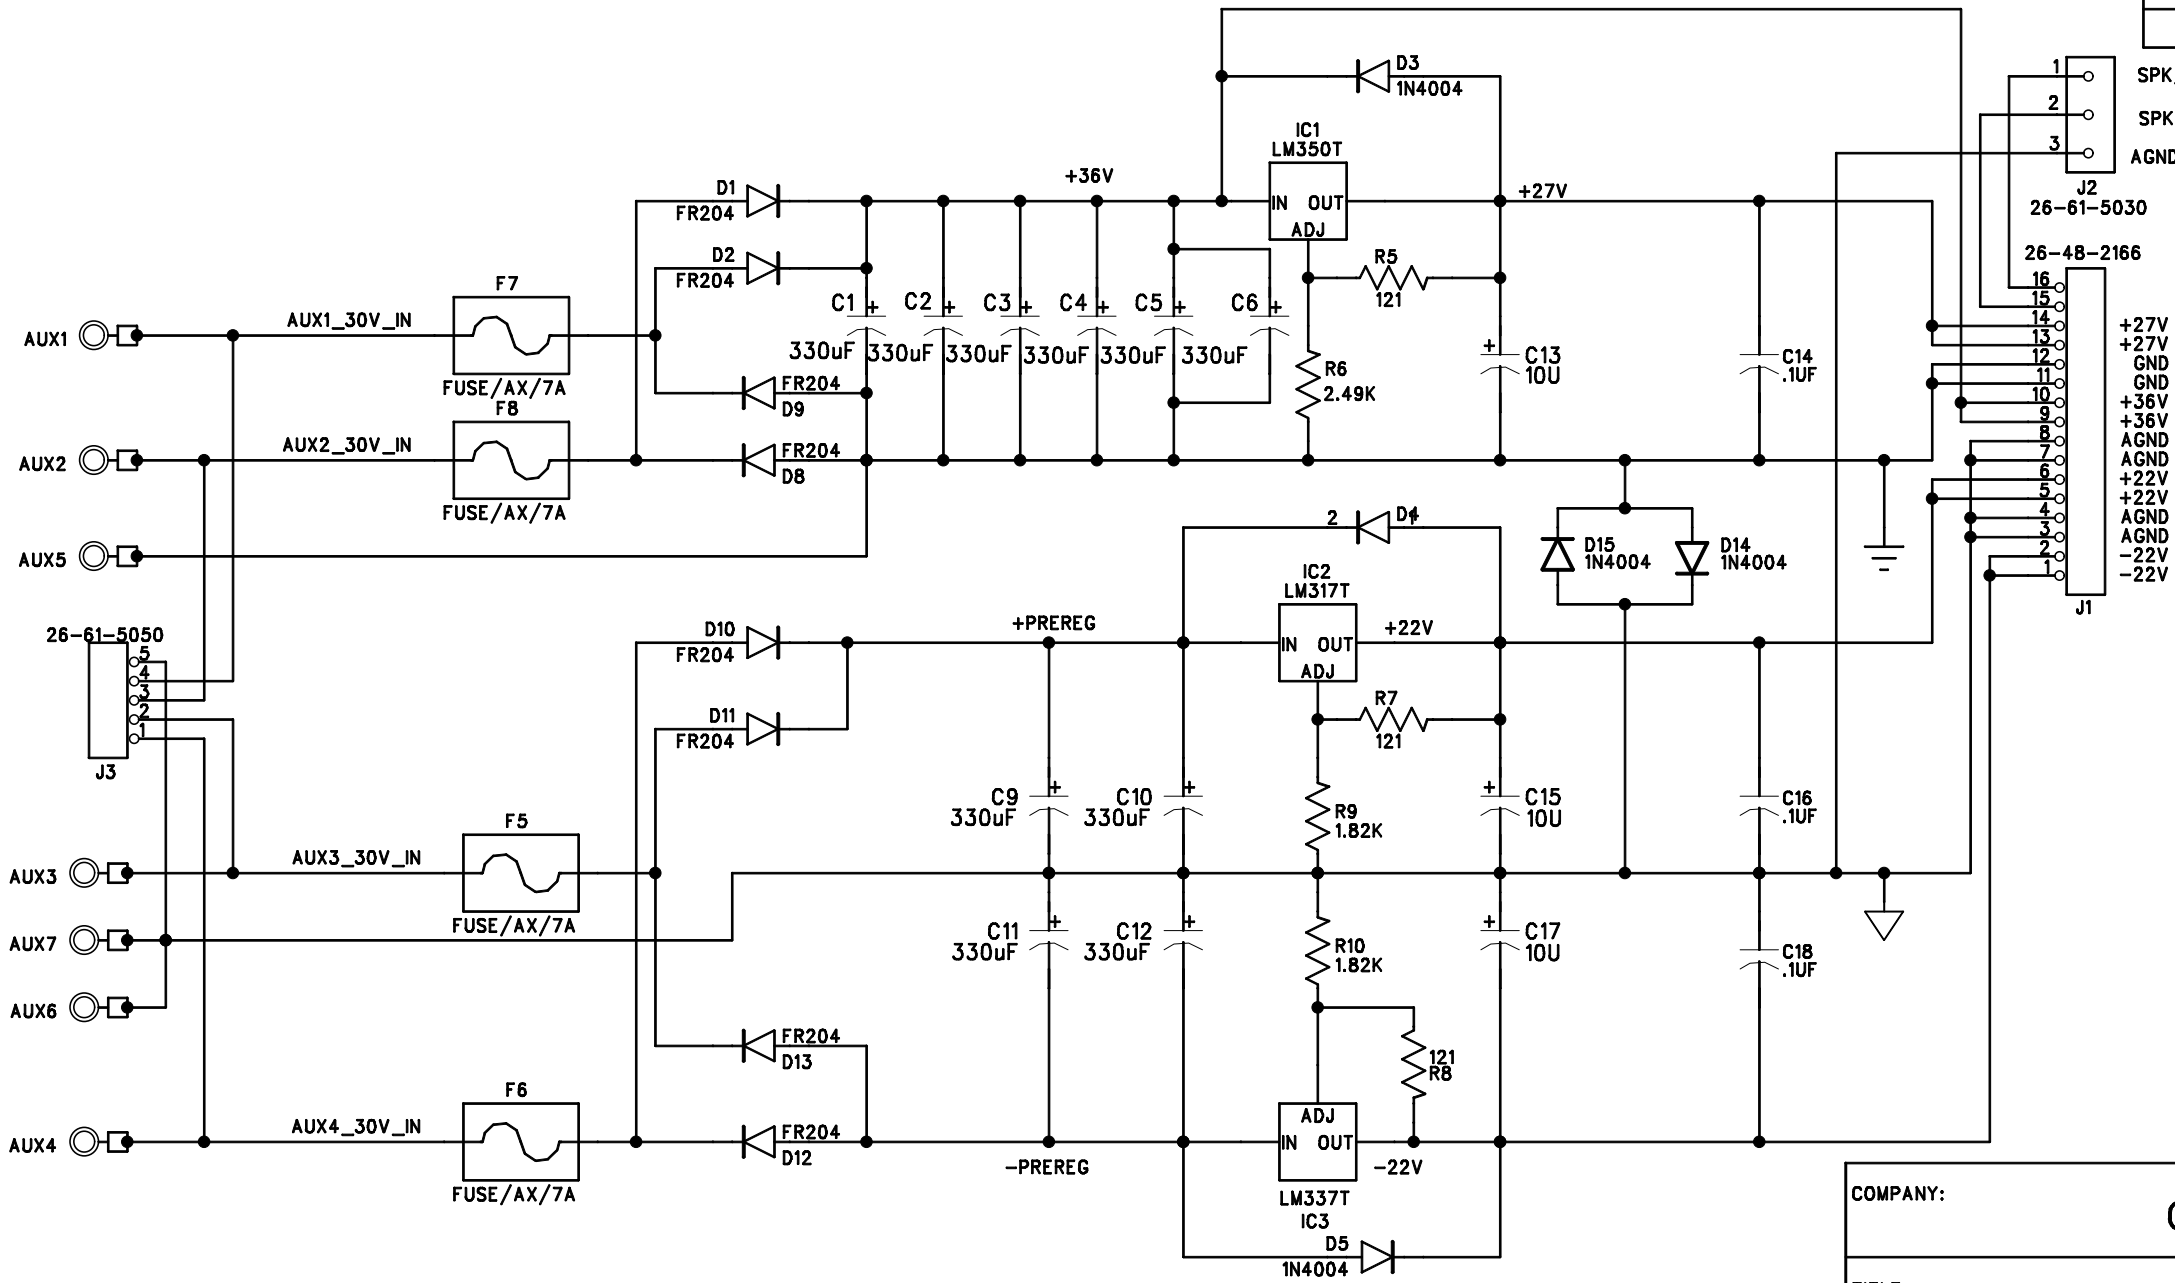 D3
1N4004
1
SPK
2
SPK
3
AGND
J2
26-61-5030
IC1
LM350T
IN OUT
ADJ
+36V
+27V
D1
FR204
D2
FR204
R5
121
26-48-2166
16
15
14
13
12
11
10
9
8
7
6
5
4
3
2
1
+27V
+27V
GND
GND
+36V
+36V
AGND
AGND
+22V
+22V
AGND
AGND
-22V
-22V
J1
F7
AUX1
AUX1_30V_IN
FUSE/AX/7A
C1 +
330uF
C2 +
330uF
C3 +
330uF
C4 +
330uF
C5 +
330uF
C6 +
330uF
R6
2.49K
+ C13
10U
C14
.1UF
FR204
D9
F8
AUX2
AUX2_30V_IN
FUSE/AX/7A
FR204
D8
AUX5
2
D4
D15
1N4004
D14
1N4004
IC2
LM317T
IN OUT
ADJ
+PREREG
+22V
26-61-5050
5
4
3
2
1
J3
D10
FR204
D11
FR204
R7
121
C9 +
330uF
C10 +
330uF
R9
1.82K
+ C15
10U
C16
.1UF
F5
AUX3
AUX3_30V_IN
FUSE/AX/7A
AUX7
AUX6
C11 +
330uF
C12 +
330uF
R10
1.82K
+ C17
10U
C18
.1UF
FR204
D13
121
R8
F6
AUX4
AUX4_30V_IN
FUSE/AX/7A
FR204
D12
-PREREG
ADJ
IN OUT
-22V
LM337T
IC3
D5
1N4004
COMPANY: